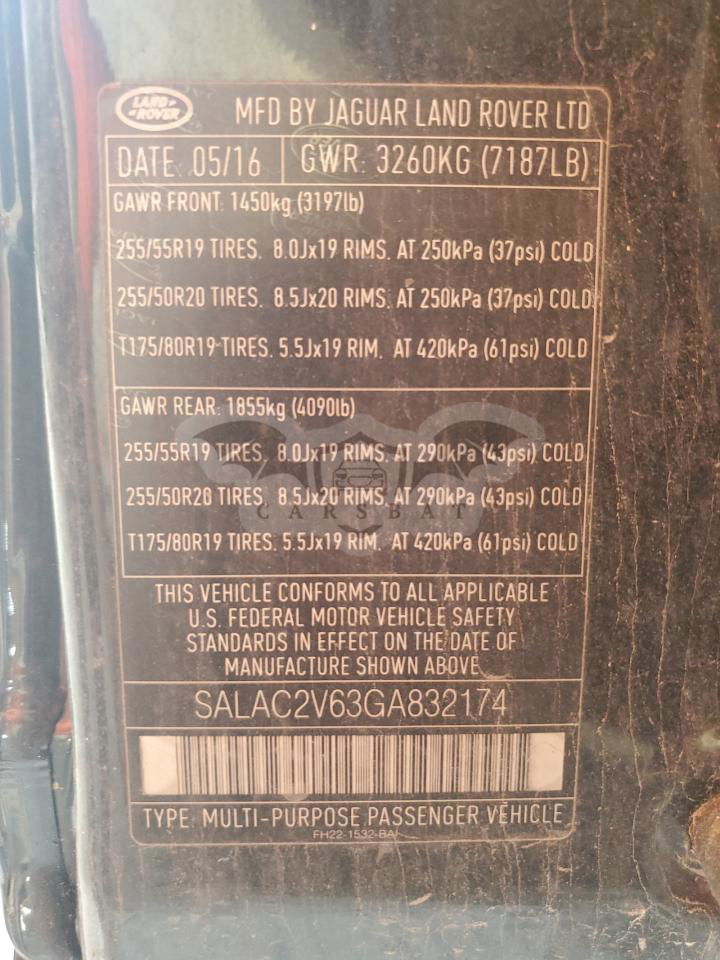 LAND ROVER
MFD BY JAGUAR LAND ROVER LTD
DATE 05/16 GWR: 3260KG (7187LB)
GAWR FRONT: 1450kg (3197lb)
255/55R19 TIRES. 8.0Jx19 RIMS. AT 250kPa (37psi) COLD
255/50R20 TIRES. 8.5Jx20 RIMS. AT 250kPa (37psi) COLD
T175/80R19 TIRES. 5.5Jx19 RIM. AT 420kPa (61psi) COLD
GAWR REAR: 1855kg (4090lb)
255/55R19 TIRES. 8.0Jx19 RIMS. AT 290kPa (43psi) COLD
255/50R20 TIRES. 8.5Jx20 RIMS. AT 290kPa (43psi) COLD
CARSBAT
T175/80R19 TIRES. 5.5Jx19 RIM. AT 420kPa (61psi) COLD
THIS VEHICLE CONFORMS TO ALL APPLICABLE
U.S. FEDERAL MOTOR VEHICLE SAFETY
STANDARDS IN EFFECT ON THE DATE OF
MANUFACTURE SHOWN ABOVE
SALAC2V63GA832174
TYPE: MULTI-PURPOSE PASSENGER VEHICLE
FH22-1532-BA